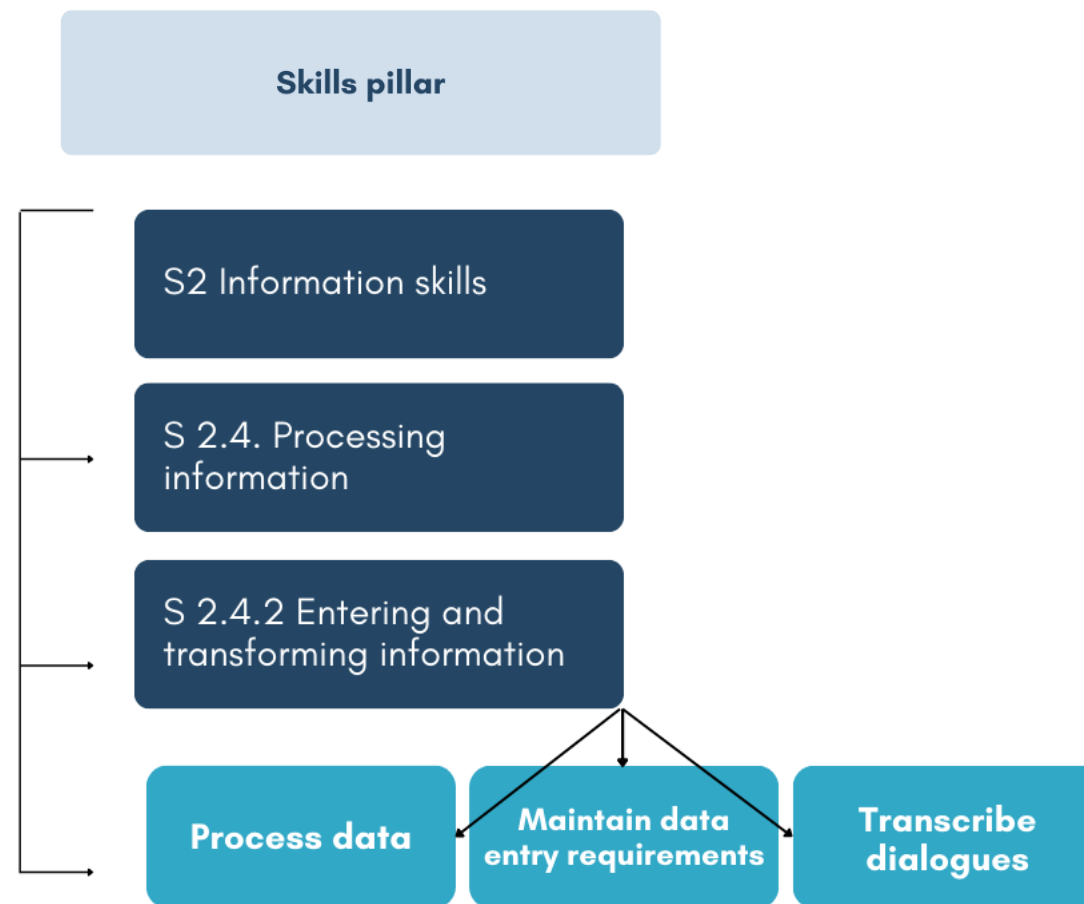 Skills pillar
S2 Information skills
S 2.4. Processing
information
S 2.4.2 Entering and
transforming information
Process data
Maintain data
entry requirements
Transcribe
dialogues